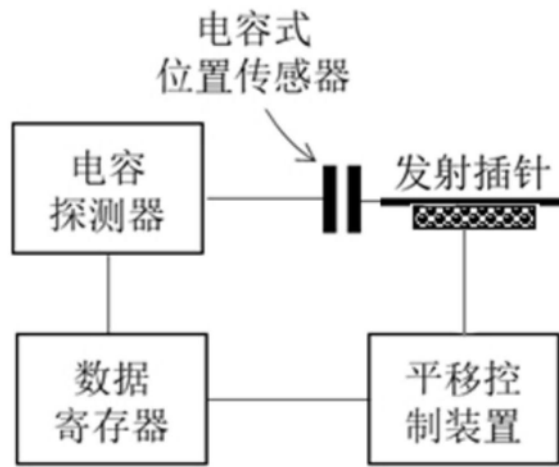 电容式
位置传感器
电容
探测器
发射插针
数据
寄存器
平移控
制装置